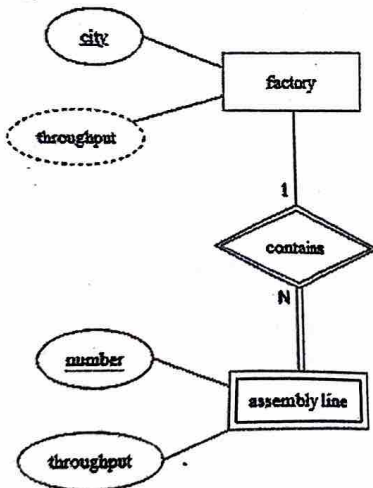 city
factory
throughput
1
contains
N
number
assembly line
throughput